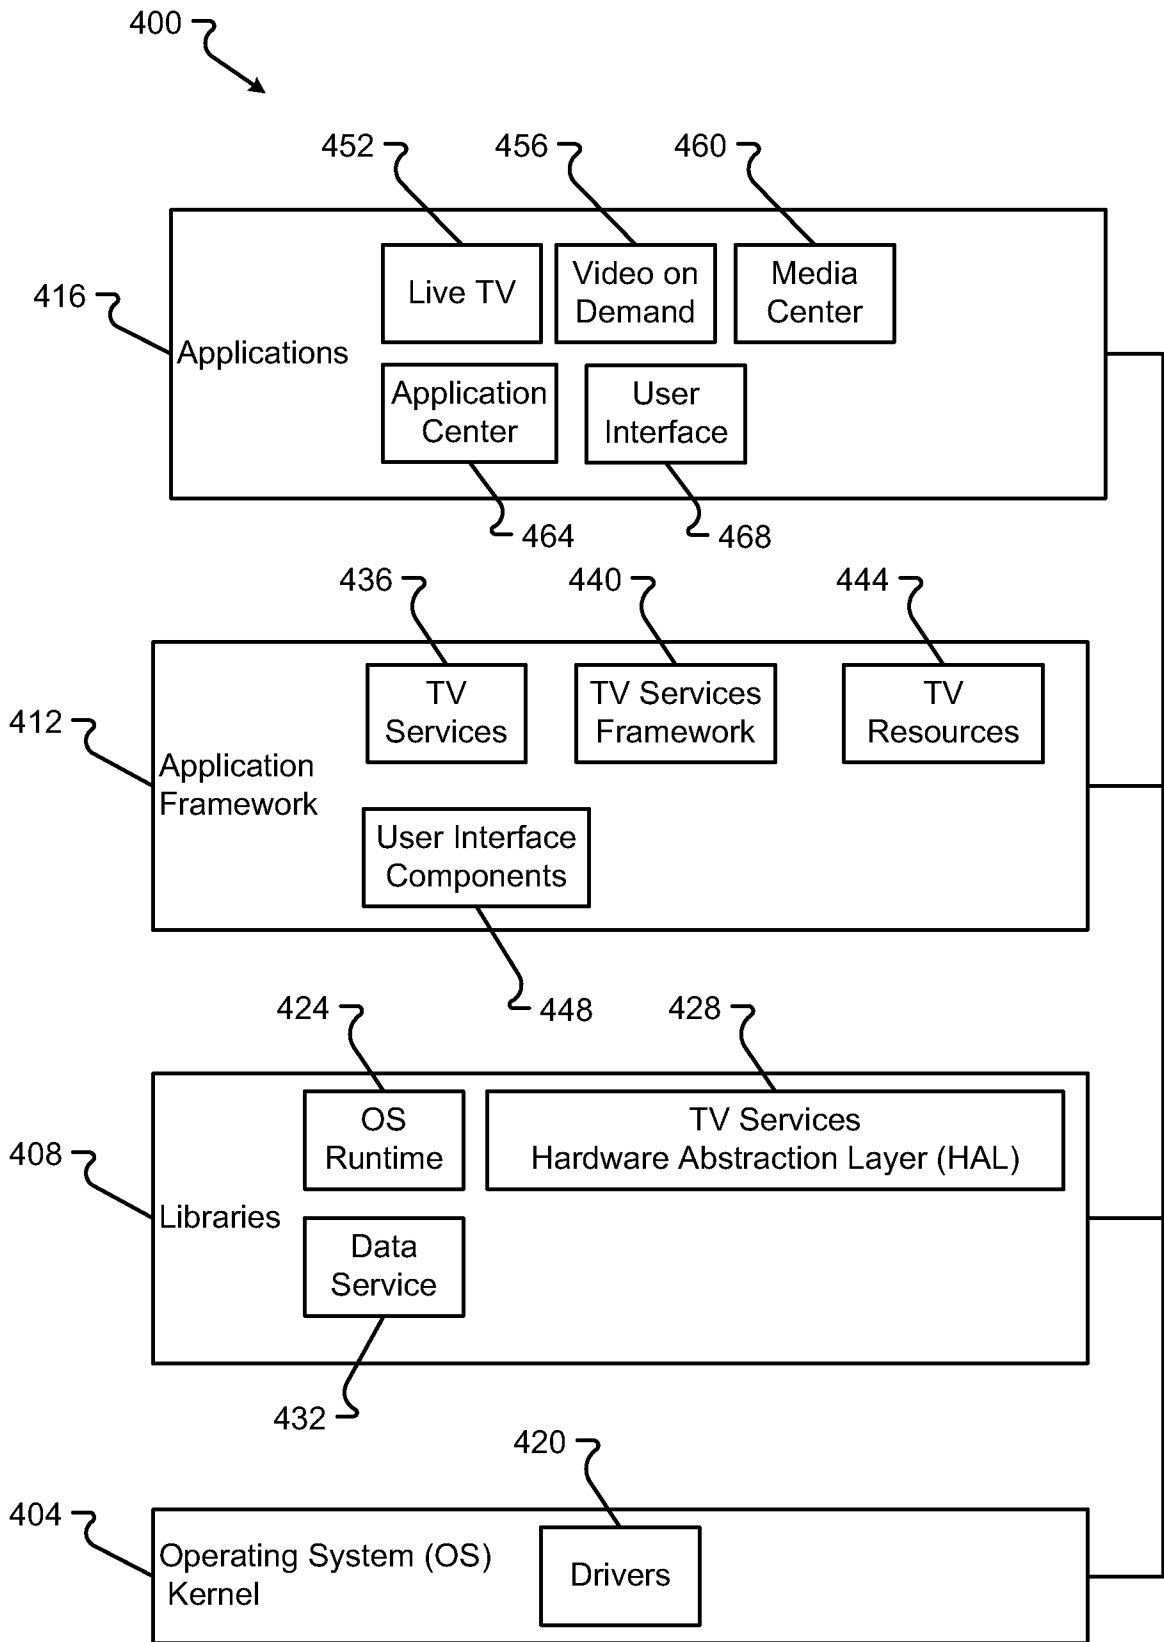 400
452
456
460
416
Applications
Live TV
Video on
Demand
Media
Center
Application
Center
User
Interface
464
468
436
440
444
412
Application
Framework
TV
Services
TV Services
Framework
TV
Resources
User Interface
Components
448
424
428
408
Libraries
OS
Runtime
TV Services
Hardware Abstraction Layer (HAL)
Data
Service
432
420
404
Operating System (OS)
Kernel
Drivers